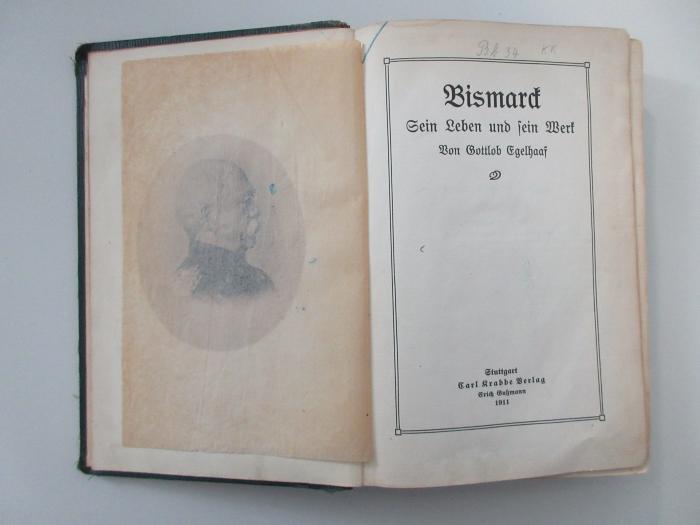 Bk 34 KK
Bismarck
Sein Leben und sein Werk
Von Gottlob Egelhaaf
Stuttgart
Carl Krabbe Verlag
Erich Gußmann
1911